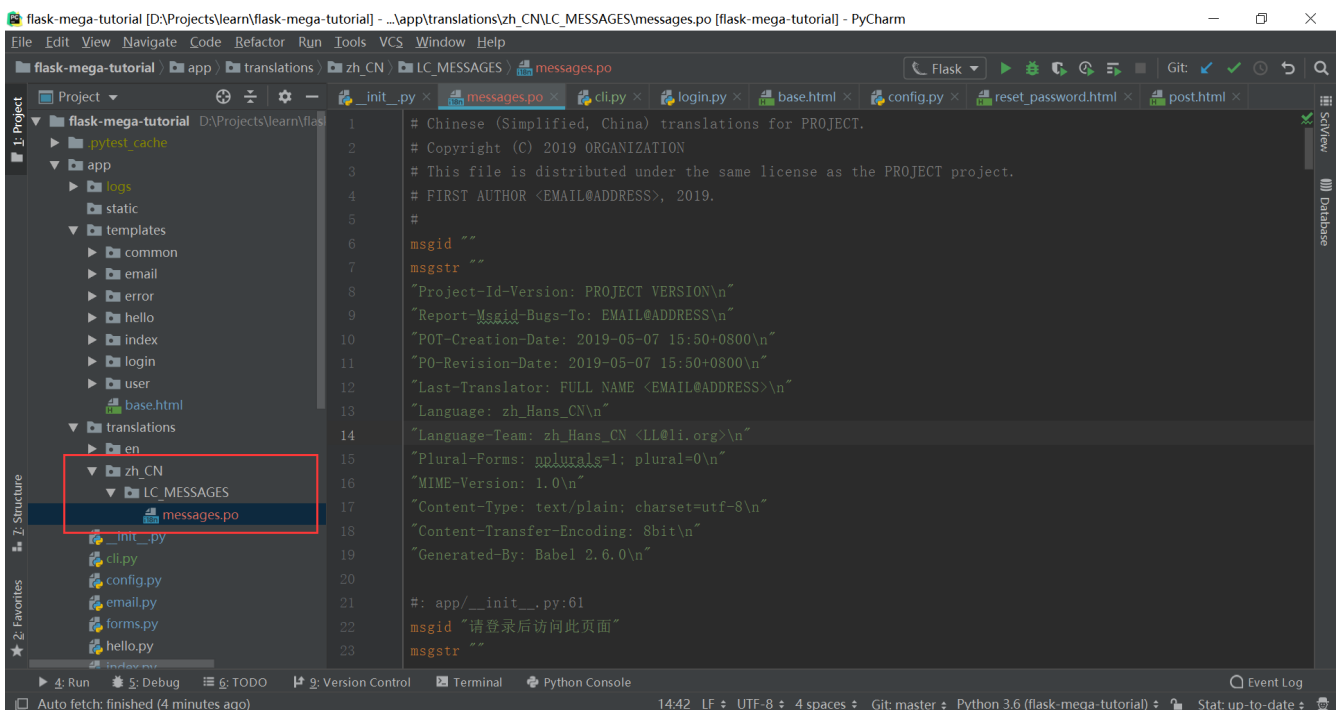 flask-mega-tutorial [D:\Projects\learn\flask-mega-tutorial] - ...\app\translations\zh_CN\LC_MESSAGES\messages.po [flask-mega-tutorial] - PyCharm
File Edit View Navigate Code Refactor Run Tools VCS Window Help
flask-mega-tutorial app translations zh_CN LC_MESSAGES messages.po Flask Git:
Project __init__.py messages.po cli.py login.py base.html config.py reset_password.html post.html
1: Project
flask-mega-tutorial D:\Projects\learn\flas
.pytest_cache
app
logs
static
templates
common
email
error
hello
index
login
user
base.html
translations
en
zh_CN
LC_MESSAGES
messages.po
__init__.py
cli.py
config.py
email.py
forms.py
hello.py
index.py
7: Structure
2: Favorites
1 # Chinese (Simplified, China) translations for PROJECT.
2 # Copyright (C) 2019 ORGANIZATION
3 # This file is distributed under the same license as the PROJECT project.
4 # FIRST AUTHOR <EMAIL@ADDRESS>, 2019.
5 #
6 msgid ""
7 msgstr ""
8 "Project-Id-Version: PROJECT VERSION\n"
9 "Report-Msgid-Bugs-To: EMAIL@ADDRESS\n"
10 "POT-Creation-Date: 2019-05-07 15:50+0800\n"
11 "PO-Revision-Date: 2019-05-07 15:50+0800\n"
12 "Last-Translator: FULL NAME <EMAIL@ADDRESS>\n"
13 "Language: zh_Hans_CN\n"
14 "Language-Team: zh_Hans_CN <LL@li.org>\n"
15 "Plural-Forms: nplurals=1; plural=0\n"
16 "MIME-Version: 1.0\n"
17 "Content-Type: text/plain; charset=utf-8\n"
18 "Content-Transfer-Encoding: 8bit\n"
19 "Generated-By: Babel 2.6.0\n"
20
21 #: app/__init__.py:61
22 msgid "请登录后访问此页面"
23 msgstr ""
SciView
Database
4: Run 5: Debug 6: TODO 9: Version Control Terminal Python Console Event Log
Auto fetch: finished (4 minutes ago) 14:42 LF UTF-8 4 spaces Git: master Python 3.6 (flask-mega-tutorial) Stat: up-to-date